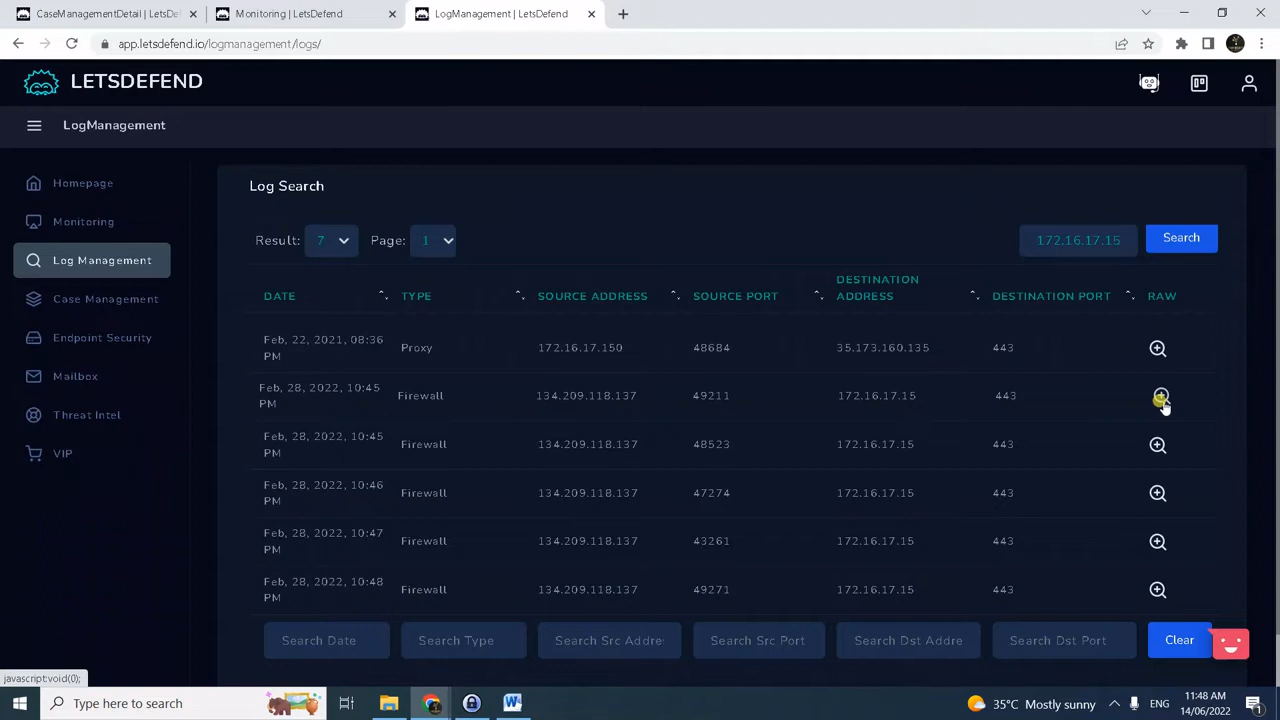 CaseManagementDetail | LetsDef
Monitoring | LetsDefend
LogManagement | LetsDefend
app.letsdefend.io/logmanagement/logs/
LETSDEFEND
LogManagement
Homepage
Monitoring
Log Management
Case Management
Endpoint Security
Mailbox
Threat Intel
VIP
Log Search
Result: 7 Page: 1 172.16.17.15 Search
DATE TYPE SOURCE ADDRESS SOURCE PORT DESTINATION ADDRESS DESTINATION PORT RAW
Feb, 22, 2021, 08:36 PM Proxy 172.16.17.150 48684 35.173.160.135 443
Feb, 28, 2022, 10:45 PM Firewall 134.209.118.137 49211 172.16.17.15 443
Feb, 28, 2022, 10:45 PM Firewall 134.209.118.137 48523 172.16.17.15 443
Feb, 28, 2022, 10:46 PM Firewall 134.209.118.137 47274 172.16.17.15 443
Feb, 28, 2022, 10:47 PM Firewall 134.209.118.137 43261 172.16.17.15 443
Feb, 28, 2022, 10:48 PM Firewall 134.209.118.137 49271 172.16.17.15 443
Search Date Search Type Search Src Addre Search Src Port Search Dst Addre Search Dst Port Clear
javascript:void(0);
Type here to search
35°C Mostly sunny
ENG
11:48 AM
14/06/2022
1